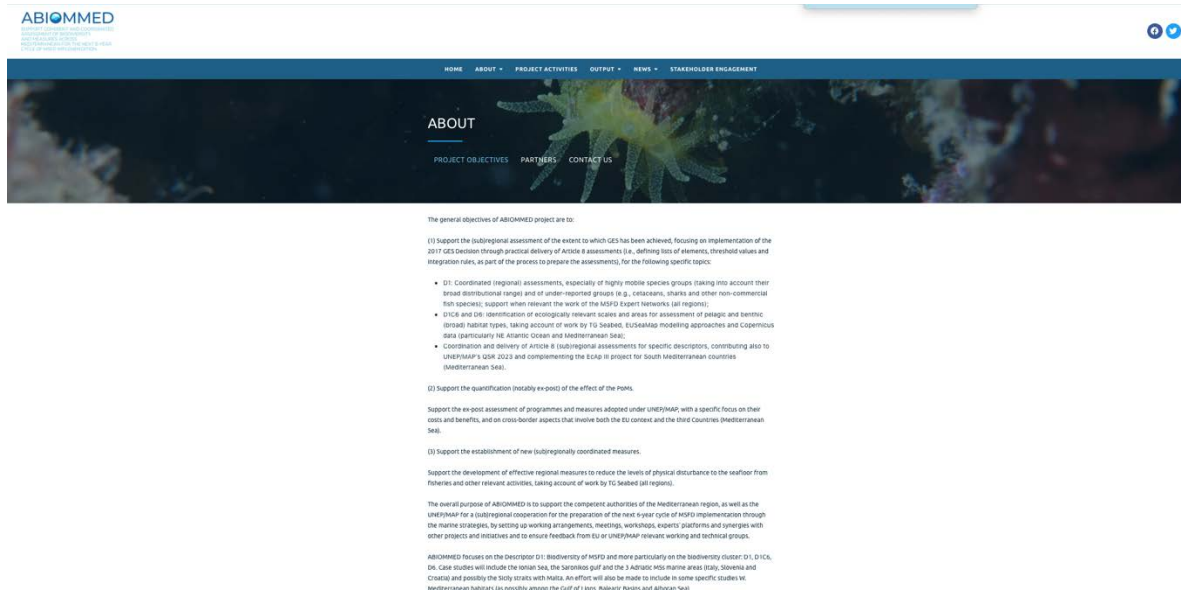 ABIOMMED
SUPPORT COHERENT AND COORDINATED
ASSESSMENT OF BIODIVERSITY
AND MEASURES ACROSS
MEDITERRANEAN FOR THE NEXT 6-YEAR
CYCLE OF MSFD IMPLEMENTATION
HOME ABOUT PROJECT ACTIVITIES OUTPUT NEWS STAKEHOLDER ENGAGEMENT
ABOUT
PROJECT OBJECTIVES PARTNERS CONTACT US
The general objectives of ABIOMMED project are to:
(1) Support the (sub)regional assessment of the extent to which GES has been achieved, focusing on implementation of the
2017 GES Decision through practical delivery of Article 8 assessments (i.e., defining lists of elements, threshold values and
integration rules, as part of the process to prepare the assessments), for the following specific topics:
• D1: Coordinated (regional) assessments, especially of highly mobile species groups (taking into account their
broad distributional range) and of under-reported groups (e.g., cetaceans, sharks and other non-commercial
fish species); support when relevant the work of the MSFD Expert Networks (all regions);
• D1C6 and D6: Identification of ecologically relevant scales and areas for assessment of pelagic and benthic
(broad) habitat types, taking account of work by TG Seabed, EUSeaMap modelling approaches and Copernicus
data (particularly NE Atlantic Ocean and Mediterranean Sea);
• Coordination and delivery of Article 8 (sub)regional assessments for specific descriptors, contributing also to
UNEP/MAP's QSR 2023 and complementing the EcAp III project for South Mediterranean countries
(Mediterranean Sea).
(2) Support the quantification (notably ex-post) of the effect of the PoMs.
Support the ex-post assessment of programmes and measures adopted under UNEP/MAP, with a specific focus on their
costs and benefits, and on cross-border aspects that involve both the EU context and the third Countries (Mediterranean
Sea).
(3) Support the establishment of new (sub)regionally coordinated measures.
Support the development of effective regional measures to reduce the levels of physical disturbance to the seafloor from
fisheries and other relevant activities, taking account of work by TG Seabed (all regions).
The overall purpose of ABIOMMED is to support the competent authorities of the Mediterranean region, as well as the
UNEP/MAP for a (sub)regional cooperation for the preparation of the next 6-year cycle of MSFD implementation through
the marine strategies, by setting up working arrangements, meetings, workshops, experts' platforms and synergies with
other projects and initiatives and to ensure feedback from EU or UNEP/MAP relevant working and technical groups.
ABIOMMED focuses on the Descriptor D1: Biodiversity of MSFD and more particularly on the biodiversity cluster: D1, D1C6,
D6. Case studies will include the Ionian Sea, the Saronikos gulf and the 3 Adriatic MSs marine areas (Italy, Slovenia and
Croatia) and possibly the Sicily straits with Malta. An effort will also be made to include in some specific studies W.
Mediterranean habitats (as possibly among the Gulf of Lions, Balearic Basins and Alboran Sea).